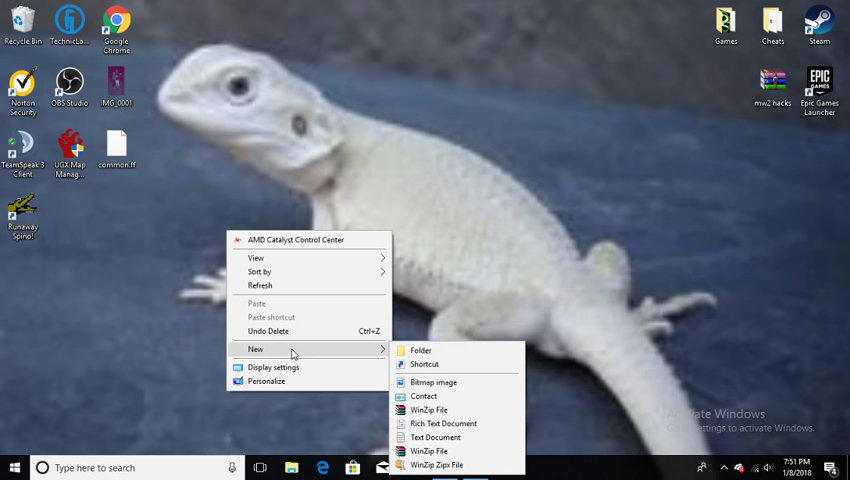 Recycle Bin
TechnicLa...
Google
Chrome
Games
Cheats
Steam
Norton
Security
OBS Studio
IMG_0001
mw2 hacks
EPIC
GAMES
Epic Games
Launcher
TeamSpeak 3
Client
UGX Map
Manag...
common.ff
Runaway
Spino!
AMD Catalyst Control Center
View
Sort by
Refresh
Paste
Paste shortcut
Undo Delete Ctrl+Z
New
Display settings
Personalize
Folder
Shortcut
Bitmap image
Contact
WinZip File
Rich Text Document
Text Document
WinZip File
WinZip Zipx File
Activate Windows
Go to Settings to activate Windows.
Type here to search
7:51 PM
1/8/2018
4